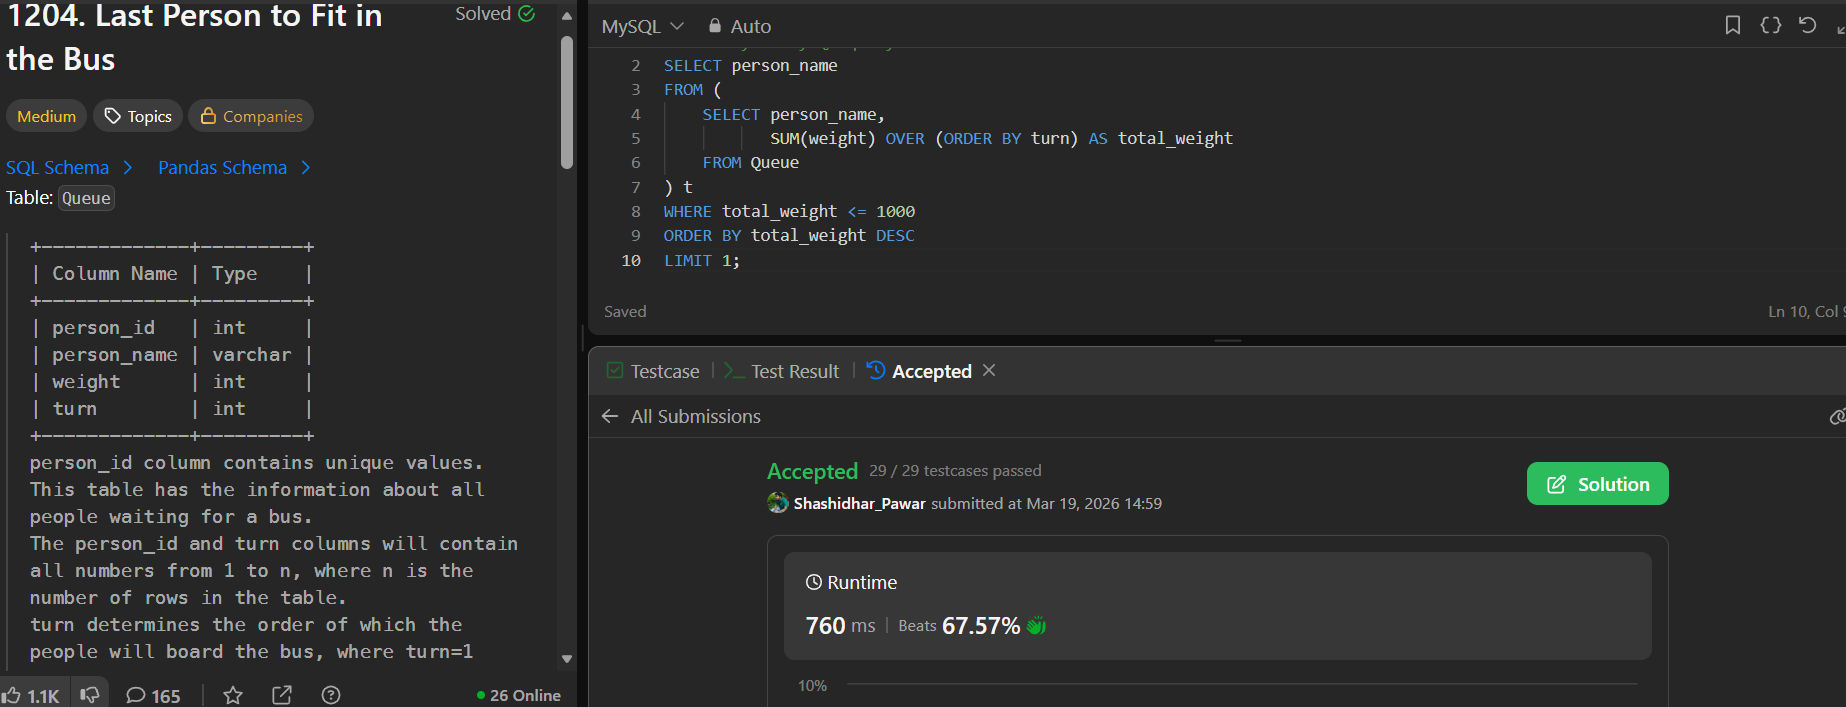 1204. Last Person to Fit in
the Bus
Solved
Medium
Topics
Companies
SQL Schema
Pandas Schema
Table: Queue
+-------------+---------+
| Column Name | Type    |
+-------------+---------+
| person_id   | int     |
| person_name | varchar |
| weight      | int     |
| turn        | int     |
+-------------+---------+
person_id column contains unique values.
This table has the information about all
people waiting for a bus.
The person_id and turn columns will contain
all numbers from 1 to n, where n is the
number of rows in the table.
turn determines the order of which the
people will board the bus, where turn=1
1.1K
165
26 Online
MySQL
Auto
2 SELECT person_name
3 FROM (
4     SELECT person_name,
5            SUM(weight) OVER (ORDER BY turn) AS total_weight
6     FROM Queue
7 ) t
8 WHERE total_weight <= 1000
9 ORDER BY total_weight DESC
10 LIMIT 1;
Saved
Ln 10, Col
Testcase
Test Result
Accepted
All Submissions
Accepted 29 / 29 testcases passed
Shashidhar_Pawar submitted at Mar 19, 2026 14:59
Solution
Runtime
760 ms | Beats 67.57%
10%